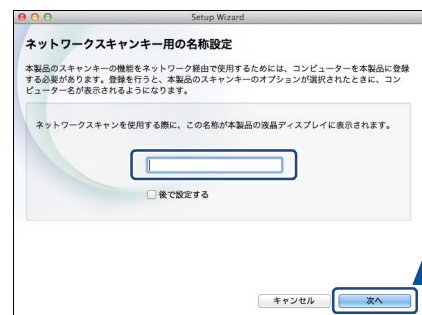 Setup Wizard
ネットワークスキャンキー用の名称設定
本製品のスキャンキーの機能をネットワーク経由で使用するためには、コンピューターを本製品に登録
する必要があります。登録を行うと、本製品のスキャンキーのオプションが選択されたときに、コン
ピューター名が表示されるようになります。
ネットワークスキャンを使用する際に、この名称が本製品の液晶ディスプレイに表示されます。
後で設定する
キャンセル
次へ